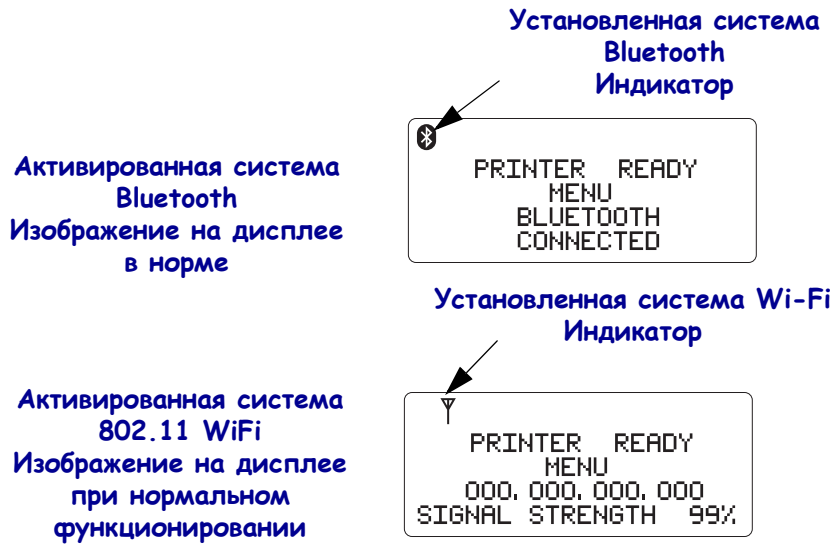 Установленная система
Bluetooth
Индикатор
Активированная система
Bluetooth
Изображение на дисплее
в норме
PRINTER READY
MENU
BLUETOOTH
CONNECTED
Установленная система Wi-Fi
Индикатор
Активированная система
802.11 WiFi
Изображение на дисплее
при нормальном
функционировании
PRINTER READY
MENU
000. 000. 000. 000
SIGNAL STRENGTH 99%